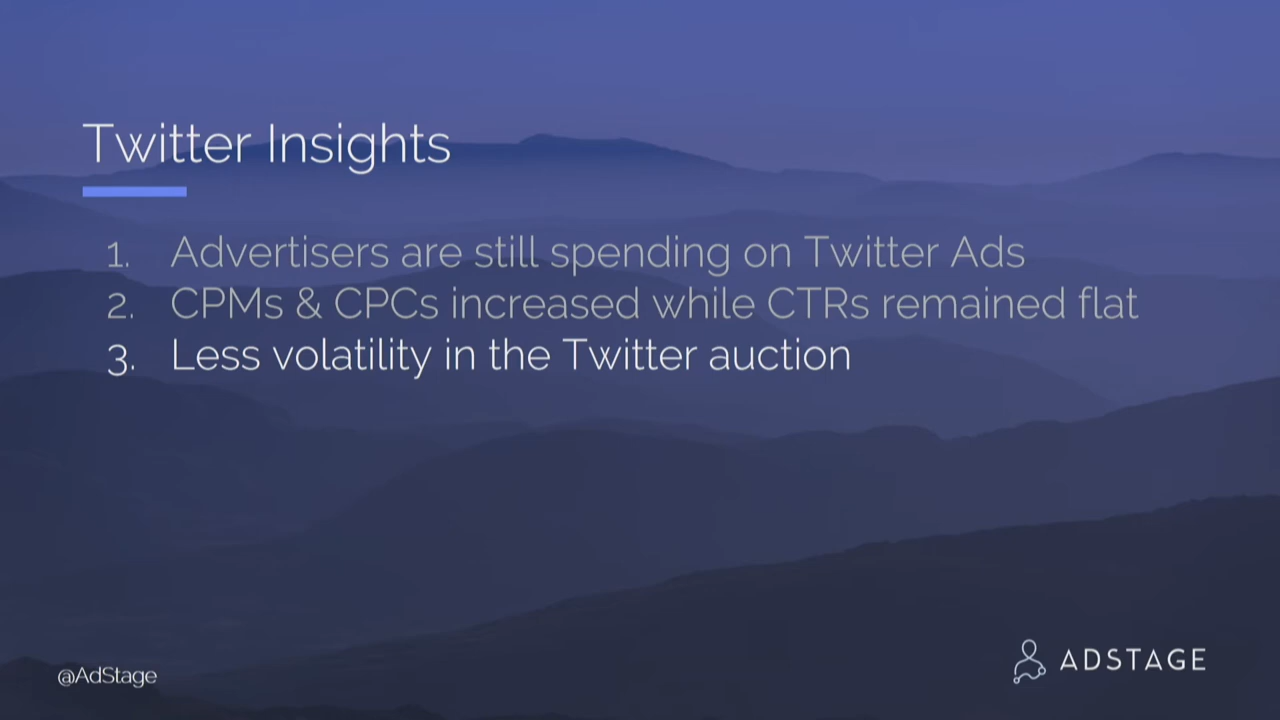 Twitter Insights
1. Advertisers are still spending on Twitter Ads
2. CPMs & CPCs increased while CTRs remained flat
3. Less volatility in the Twitter auction
@AdStage
ADSTAGE